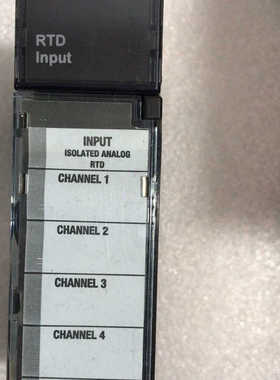 RTD
Input
INPUT
ISOLATED ANALOG
RTD
CHANNEL 1
CHANNEL 2
CHANNEL 3
CHANNEL 4